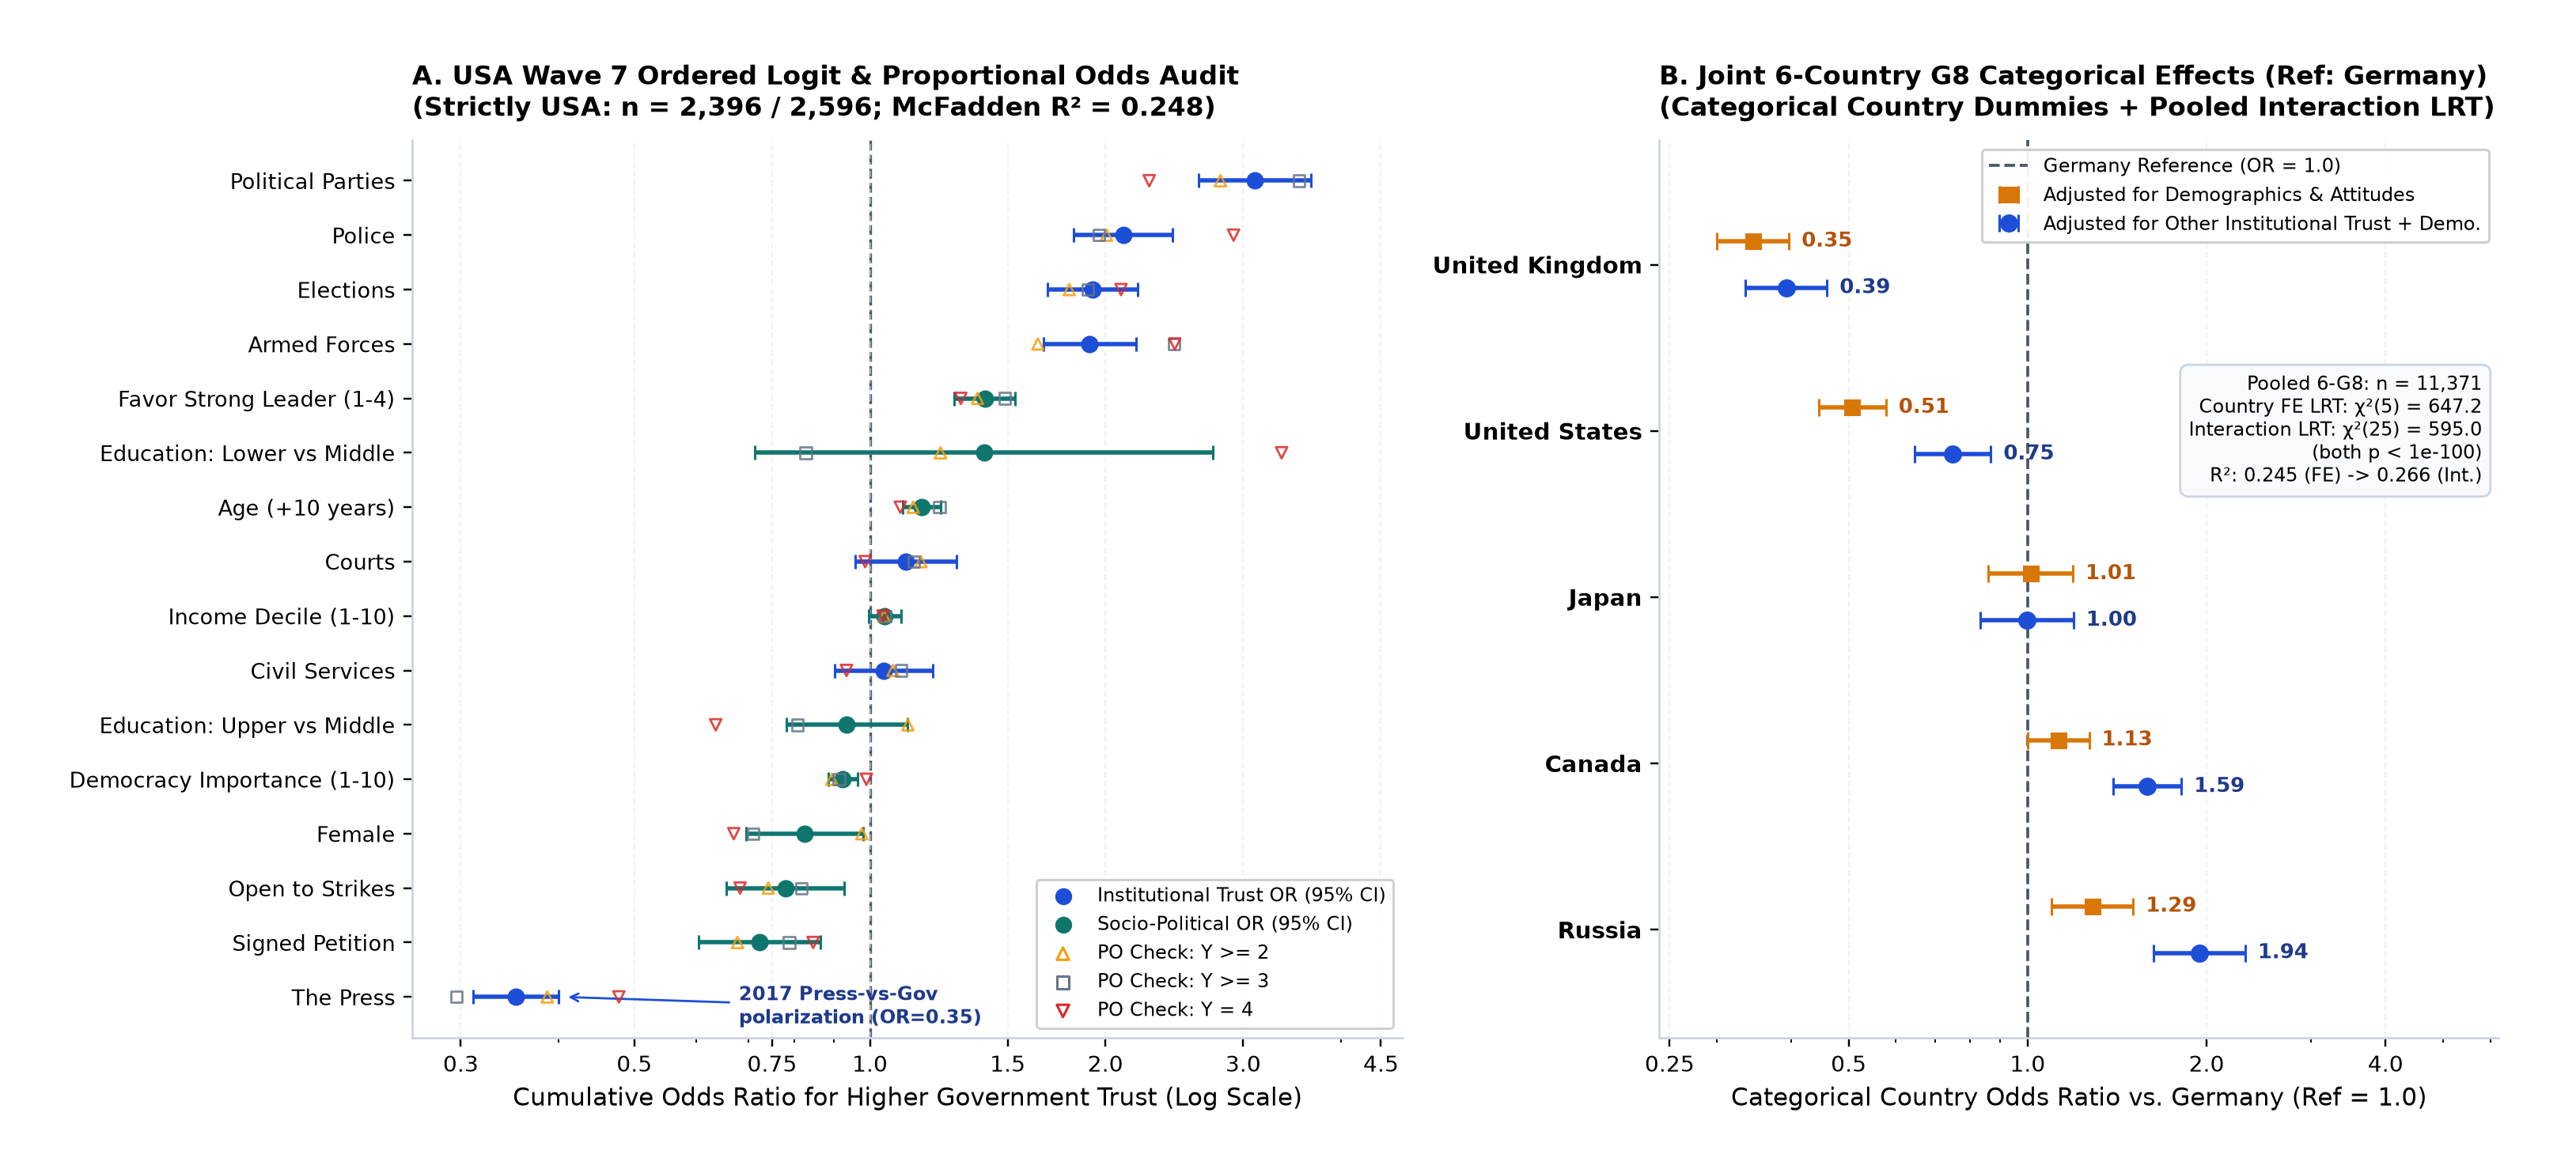 A. USA Wave 7 Ordered Logit & Proportional Odds Audit
(Strictly USA: n = 2,396 / 2,596; McFadden R² = 0.248)
Political Parties
Police
Elections
Armed Forces
Favor Strong Leader (1-4)
Education: Lower vs Middle
Age (+10 years)
Courts
Income Decile (1-10)
Civil Services
Education: Upper vs Middle
Democracy Importance (1-10)
Female
Open to Strikes
Signed Petition
The Press
2017 Press-vs-Gov
polarization (OR=0.35)
Institutional Trust OR (95% CI)
Socio-Political OR (95% CI)
PO Check: Y >= 2
PO Check: Y >= 3
PO Check: Y = 4
0.3 0.5 0.75 1.0 1.5 2.0 3.0 4.5
Cumulative Odds Ratio for Higher Government Trust (Log Scale)
B. Joint 6-Country G8 Categorical Effects (Ref: Germany)
(Categorical Country Dummies + Pooled Interaction LRT)
Germany Reference (OR = 1.0)
Adjusted for Demographics & Attitudes
Adjusted for Other Institutional Trust + Demo.
United Kingdom
0.35
0.39
United States
0.51
0.75
Pooled 6-G8: n = 11,371
Country FE LRT: χ²(5) = 647.2
Interaction LRT: χ²(25) = 595.0
(both p < 1e-100)
R²: 0.245 (FE) -> 0.266 (Int.)
Japan
1.01
1.00
Canada
1.13
1.59
Russia
1.29
1.94
0.25 0.5 1.0 2.0 4.0
Categorical Country Odds Ratio vs. Germany (Ref = 1.0)